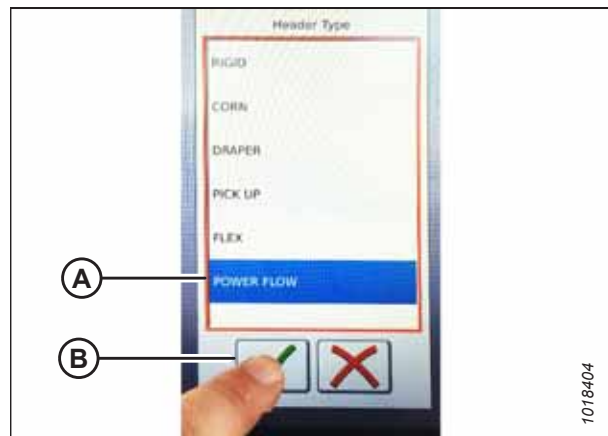 Header Type
RIGID
CORN
DRAPER
PICK UP
FLEX
A
POWER FLOW
B
1018404